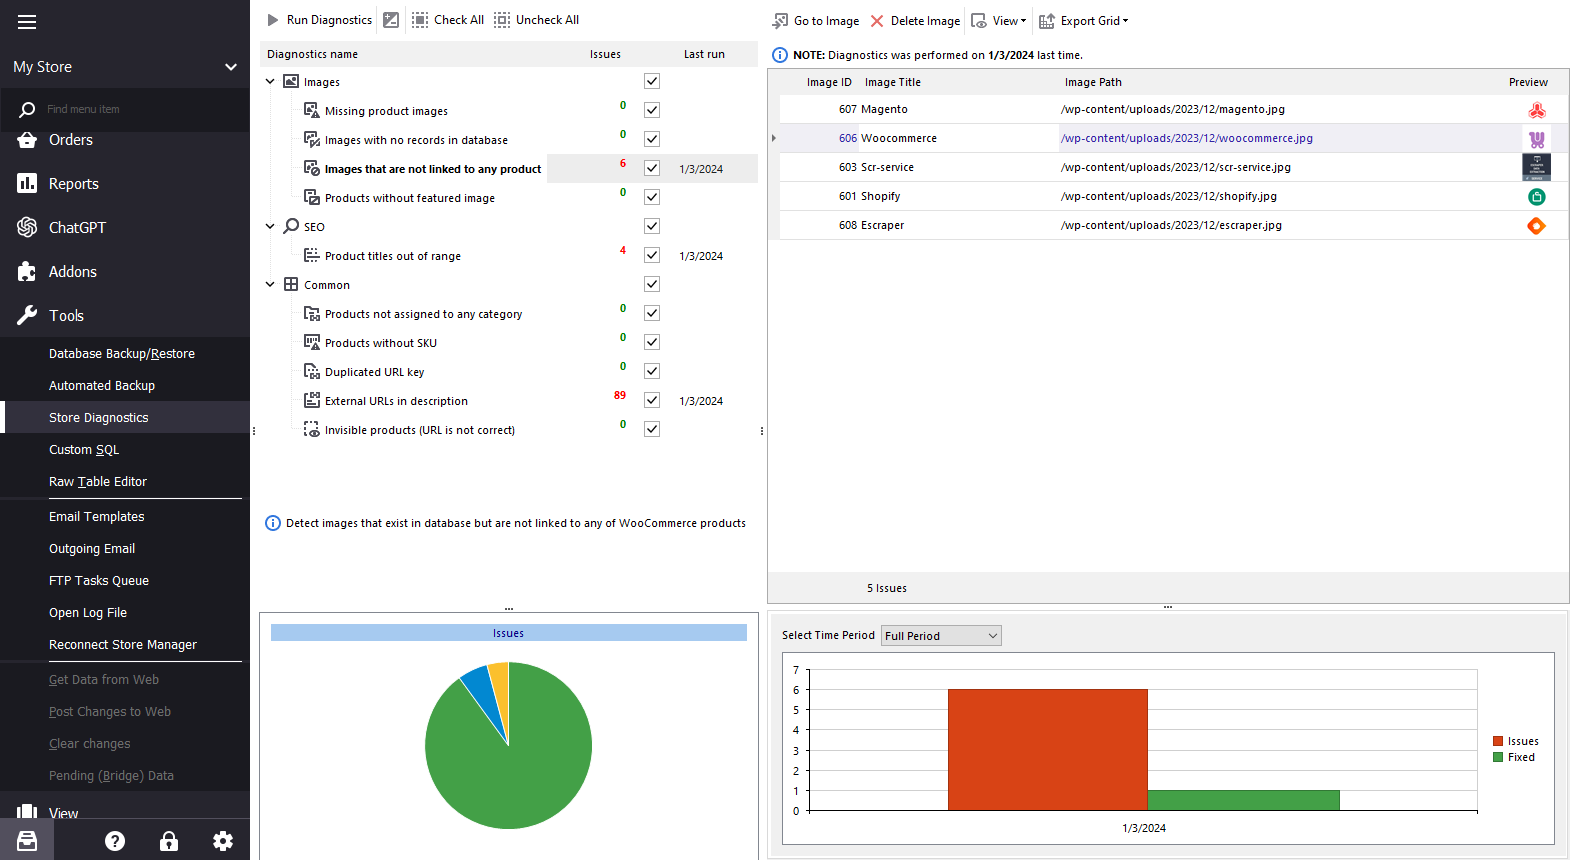 My Store
Find menu item
Orders
Reports
ChatGPT
Addons
Tools
Database Backup/Restore
Automated Backup
Store Diagnostics
Custom SQL
Raw Table Editor
Email Templates
Outgoing Email
FTP Tasks Queue
Open Log File
Reconnect Store Manager
Get Data from Web
Post Changes to Web
Clear changes
Pending (Bridge) Data
View
Run Diagnostics Check All Uncheck All
Diagnostics name Issues Last run
Images
Missing product images 0
Images with no records in database 0
Images that are not linked to any product 6 1/3/2024
Products without featured image 0
SEO
Product titles out of range 4 1/3/2024
Common
Products not assigned to any category 0
Products without SKU 0
Duplicated URL key 0
External URLs in description 89 1/3/2024
Invisible products (URL is not correct) 0
Detect images that exist in database but are not linked to any of WooCommerce products
Issues
Go to Image Delete Image View Export Grid
NOTE: Diagnostics was performed on 1/3/2024 last time.
Image ID Image Title Image Path Preview
607 Magento /wp-content/uploads/2023/12/magento.jpg
606 Woocommerce /wp-content/uploads/2023/12/woocommerce.jpg
603 Scr-service /wp-content/uploads/2023/12/scr-service.jpg
601 Shopify /wp-content/uploads/2023/12/shopify.jpg
608 Escraper /wp-content/uploads/2023/12/escraper.jpg
5 Issues
Select Time Period Full Period
7
6
5
4
3
2
1
0
1/3/2024
Issues
Fixed